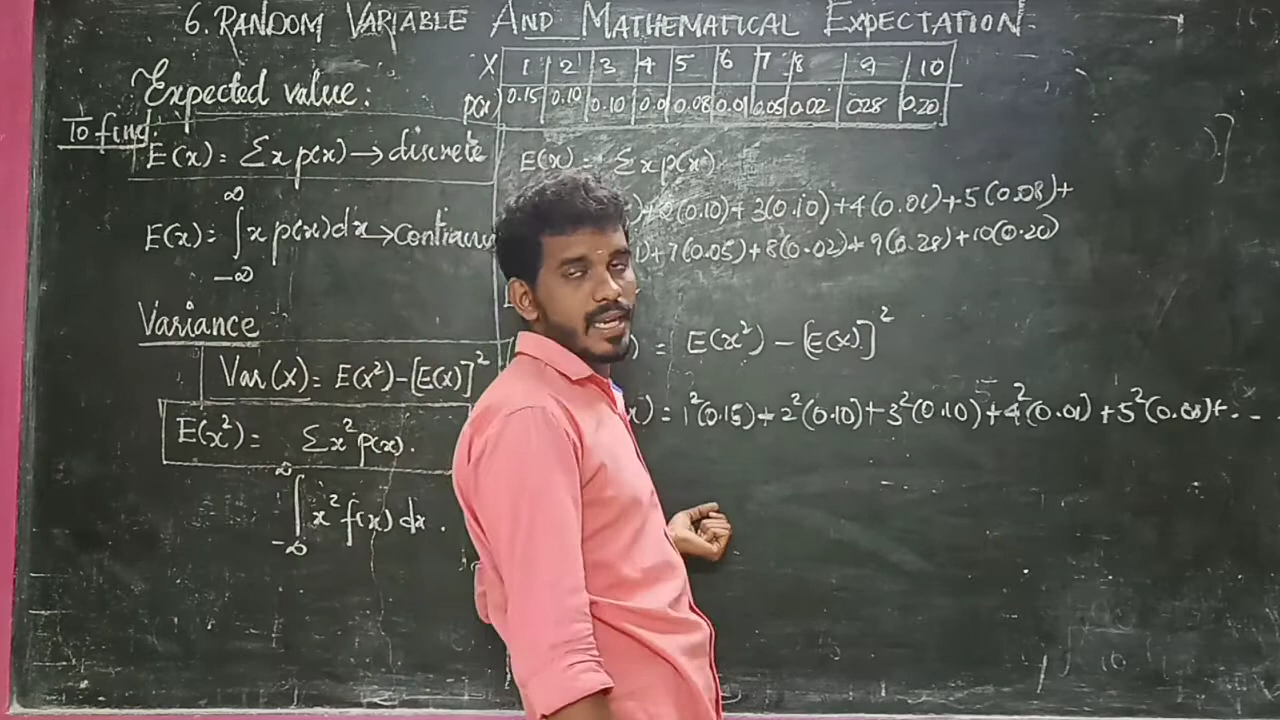 6. RANDOM VARIABLE AND MATHEMATICAL EXPECTATION
Expected value:
To find:
E(x) = Σx p(x) → discrete
E(x) = ∫ x p(x) dx →
∞
-∞
Variance
Var(x) = E(x²) - [E(x)]²
E(x²) = Σx² p(x).
∞
∫ x² f(x) dx.
-∞
X 1 2 3 4 5 6 7 8 9 10
p(x) 0.15 0.10 0.10 0.0 0.08 0.01 0.05 0.02 0.28 0.20
E(x) = Σx p(x)
)+2(0.10)+3(0.10)+4(0.01)+5(0.08)+
1)+7(0.05)+8(0.02)+9(0.28)+10(0.20)
) = E(x²) - [E(x)]²
x) = 1²(0.15)+2²(0.10)+3²(0.10)+4²(0.01)+5²(0.08)+...